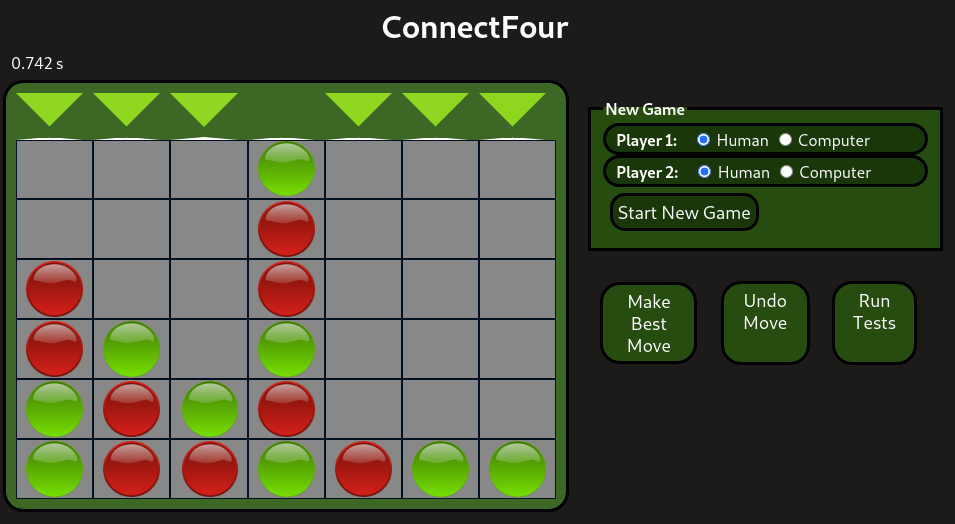 ConnectFour
0.742 s
New Game
Player 1: Human Computer
Player 2: Human Computer
Start New Game
Make
Best
Move
Undo
Move
Run
Tests